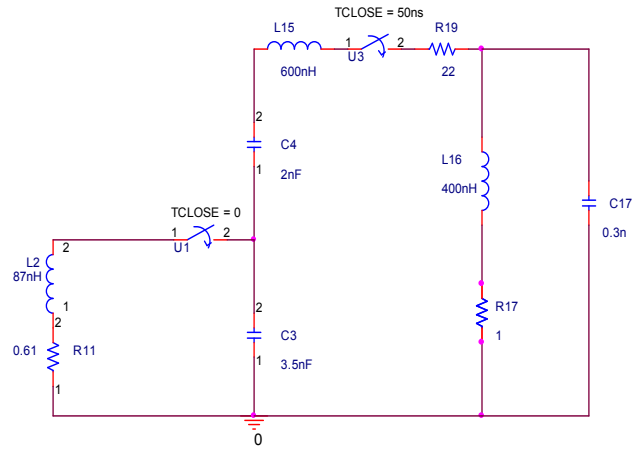 TCLOSE = 50ns
L15
1
2
R19
U3
600nH
22
2
C4
1
2nF
L16
400nH
C17
0.3n
TCLOSE = 0
1
2
U1
2
L2
87nH
1
2
0.61
R11
1
2
C3
1
3.5nF
R17
1
0